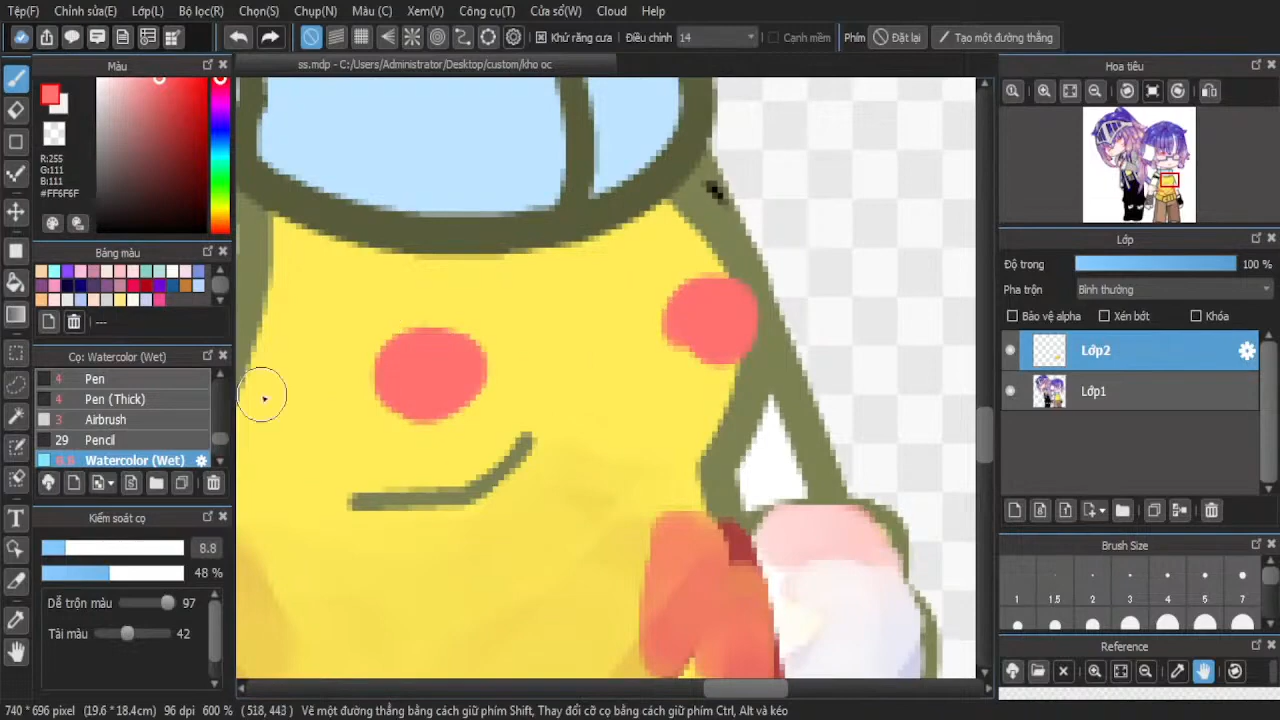 Tệp(F) Chỉnh sửa(E) Lớp(L) Bộ lọc(R) Chọn(S) Chụp(N) Màu (C) Xem(V) Công cụ(T) Cửa sổ(W) Cloud Help
Khử răng cưa Điều chỉnh 14 Cạnh mềm Phím Đặt lại Tạo một đường thẳng
Màu
ss.mdp - C:/Users/Administrator/Desktop/custom/kho oc
Hoa tiêu
R:255
G:111
B:111
#FF6F6F
Bảng màu
---
Lớp
Độ trong 100 %
Pha trộn Bình thường
Bảo vệ alpha Xén bớt Khóa
Lớp2
Lớp1
Cọ: Watercolor (Wet)
4 Pen
4 Pen (Thick)
3 Airbrush
29 Pencil
8.8 Watercolor (Wet)
Kiểm soát cọ
8.8
48 %
Dễ trộn màu 97
Tải màu 42
Brush Size
1 1.5 2 3 4 5 7
Reference
740 * 696 pixel (19.6 * 18.4cm) 96 dpi 600 % ( 518, 443 ) Vẽ một đường thẳng bằng cách giữ phím Shift, Thay đổi cỡ cọ bằng cách giữ phím Ctrl, Alt và kéo